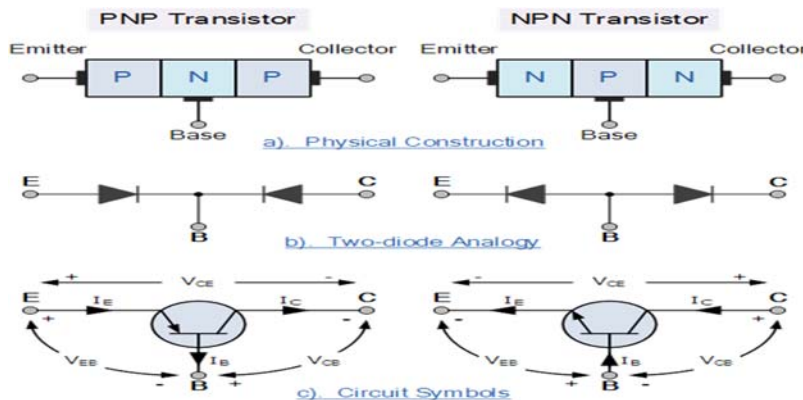 PNP Transistor NPN Transistor
Emitter Collector Emitter Collector
P N P N P N
Base Base
a). Physical Construction
E C E C
B B
b). Two-diode Analogy
+ VCE - - VCE +
E IE IC C E IE IC C
+ - - +
VEB IB VCB VEB IB VCB
- B + + B -
c). Circuit Symbols